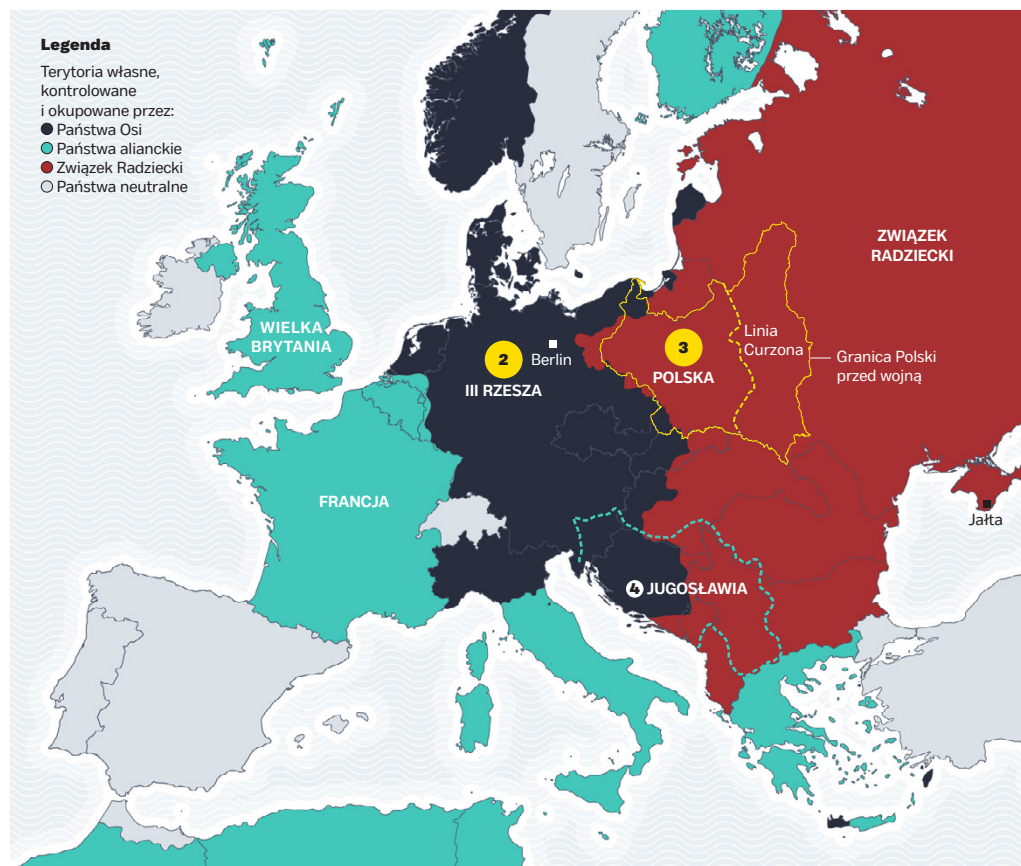 Legenda
Terytoria własne,
kontrolowane
i okupowane przez:
Państwa Osi
Państwa alianckie
Związek Radziecki
Państwa neutralne
ZWIĄZEK
RADZIECKI
WIELKA
BRYTANIA
2
Berlin
III RZESZA
3
POLSKA
Linia
Curzona
Granica Polski
przed wojną
FRANCJA
Jałta
4 JUGOSŁAWIA